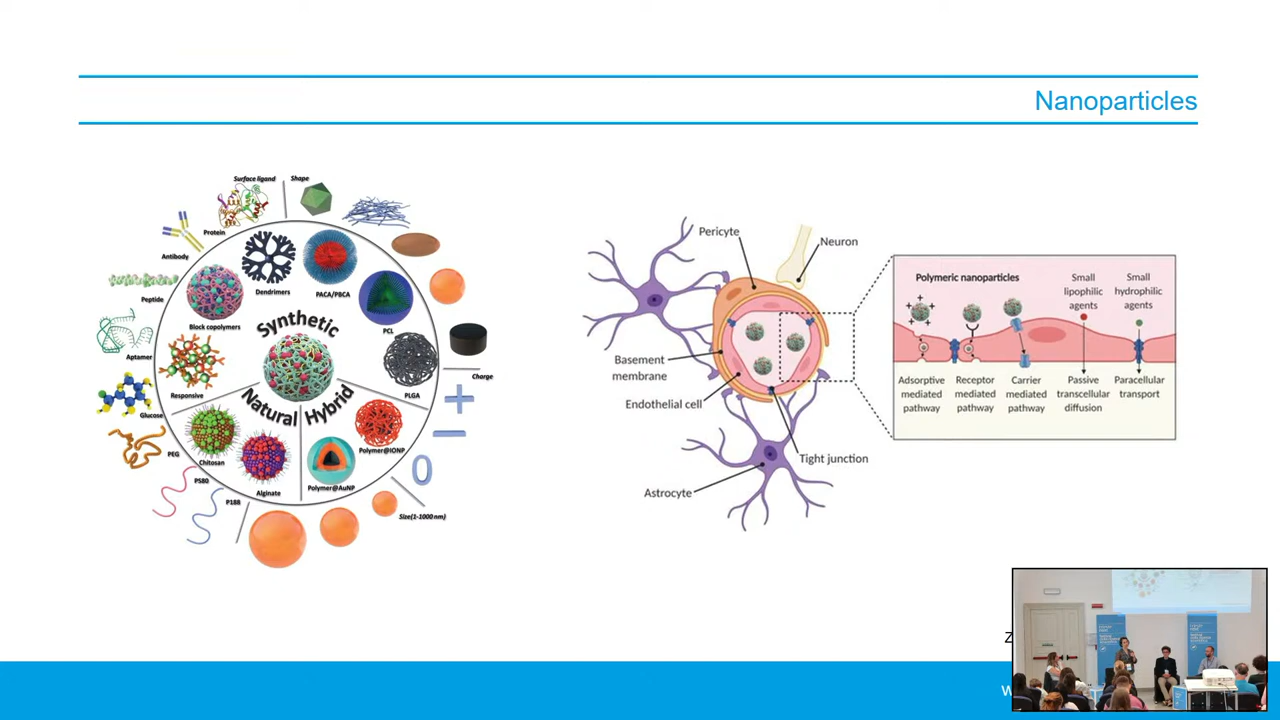 Nanoparticles
Surface ligand
Shape
Protein
Antibody
Peptide
Aptamer
Glucose
PEG
PS80
P188
Charge
Size(1-1000 nm)
Dendrimers
PACA/PBCA
Block copolymers
PCL
Synthetic
Responsive
PLGA
Natural
Hybrid
Chitosan
Alginate
Polymer@IONP
Polymer@AuNP
Pericyte
Neuron
Basement
membrane
Endothelial cell
Tight junction
Astrocyte
Polymeric nanoparticles
Small
lipophilic
agents
Small
hydrophilic
agents
Adsorptive
mediated
pathway
Receptor
mediated
pathway
Carrier
mediated
pathway
Passive
transcellular
diffusion
Paracellular
transport